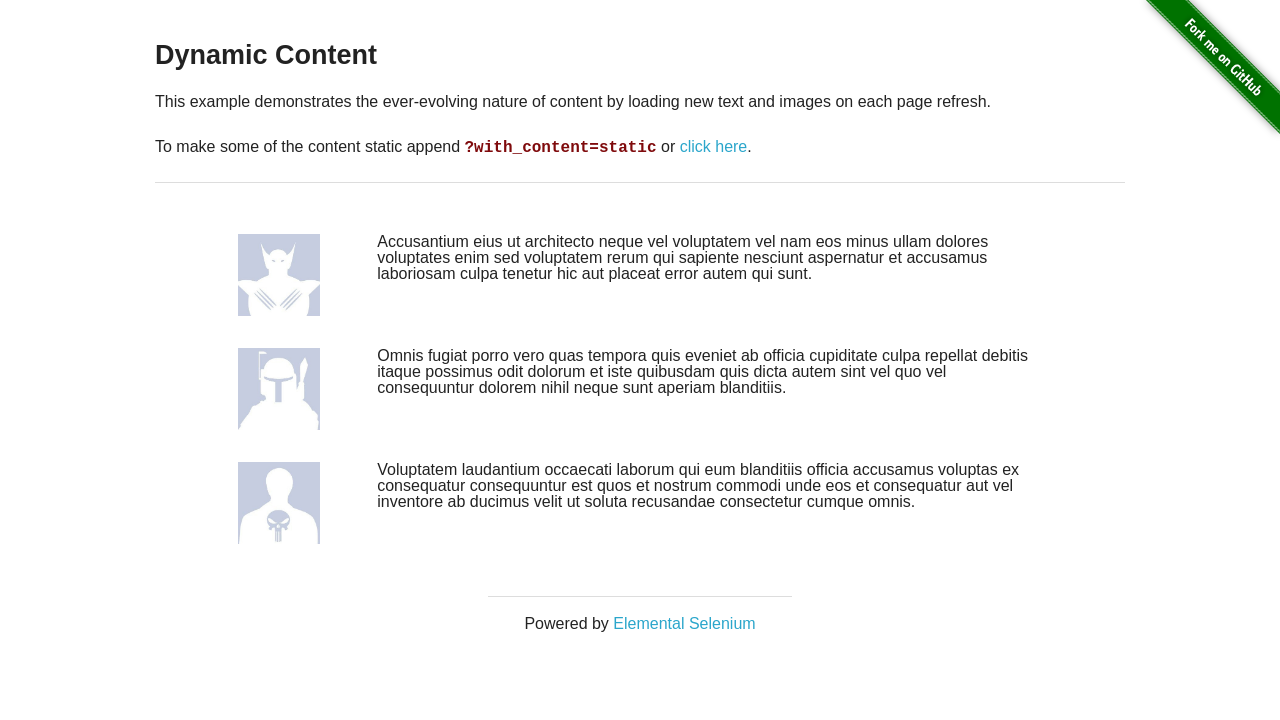 Dynamic Content
Fork me on GitHub
This example demonstrates the ever-evolving nature of content by loading new text and images on each page refresh.
To make some of the content static append ?with_content=static or click here.
Accusantium eius ut architecto neque vel voluptatem vel nam eos minus ullam dolores
voluptates enim sed voluptatem rerum qui sapiente nesciunt aspernatur et accusamus
laboriosam culpa tenetur hic aut placeat error autem qui sunt.
Omnis fugiat porro vero quas tempora quis eveniet ab officia cupiditate culpa repellat debitis
itaque possimus odit dolorum et iste quibusdam quis dicta autem sint vel quo vel
consequuntur dolorem nihil neque sunt aperiam blanditiis.
Voluptatem laudantium occaecati laborum qui eum blanditiis officia accusamus voluptas ex
consequatur consequuntur est quos et nostrum commodi unde eos et consequatur aut vel
inventore ab ducimus velit ut soluta recusandae consectetur cumque omnis.
Powered by Elemental Selenium